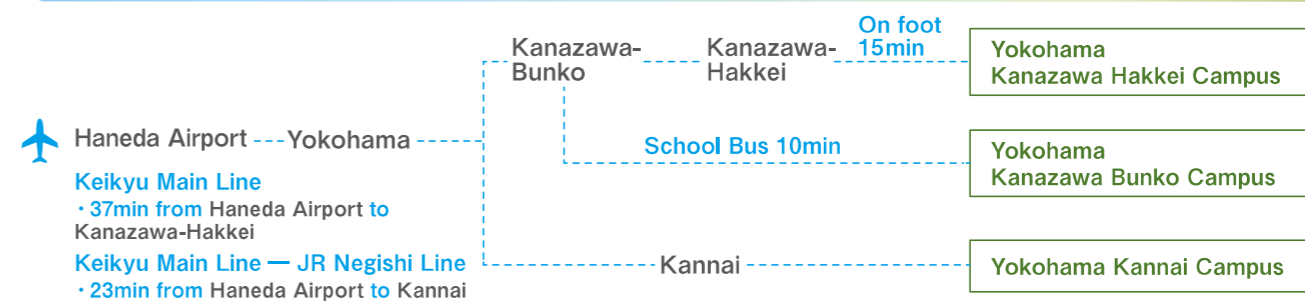 On foot
15min
Kanazawa-
Bunko
Kanazawa-
Hakkei
Yokohama
Kanazawa Hakkei Campus
Haneda Airport
Yokohama
School Bus 10min
Yokohama
Kanazawa Bunko Campus
Keikyu Main Line
・37min from Haneda Airport to
Kanazawa-Hakkei
Keikyu Main Line — JR Negishi Line
・23min from Haneda Airport to Kannai
Kannai
Yokohama Kannai Campus